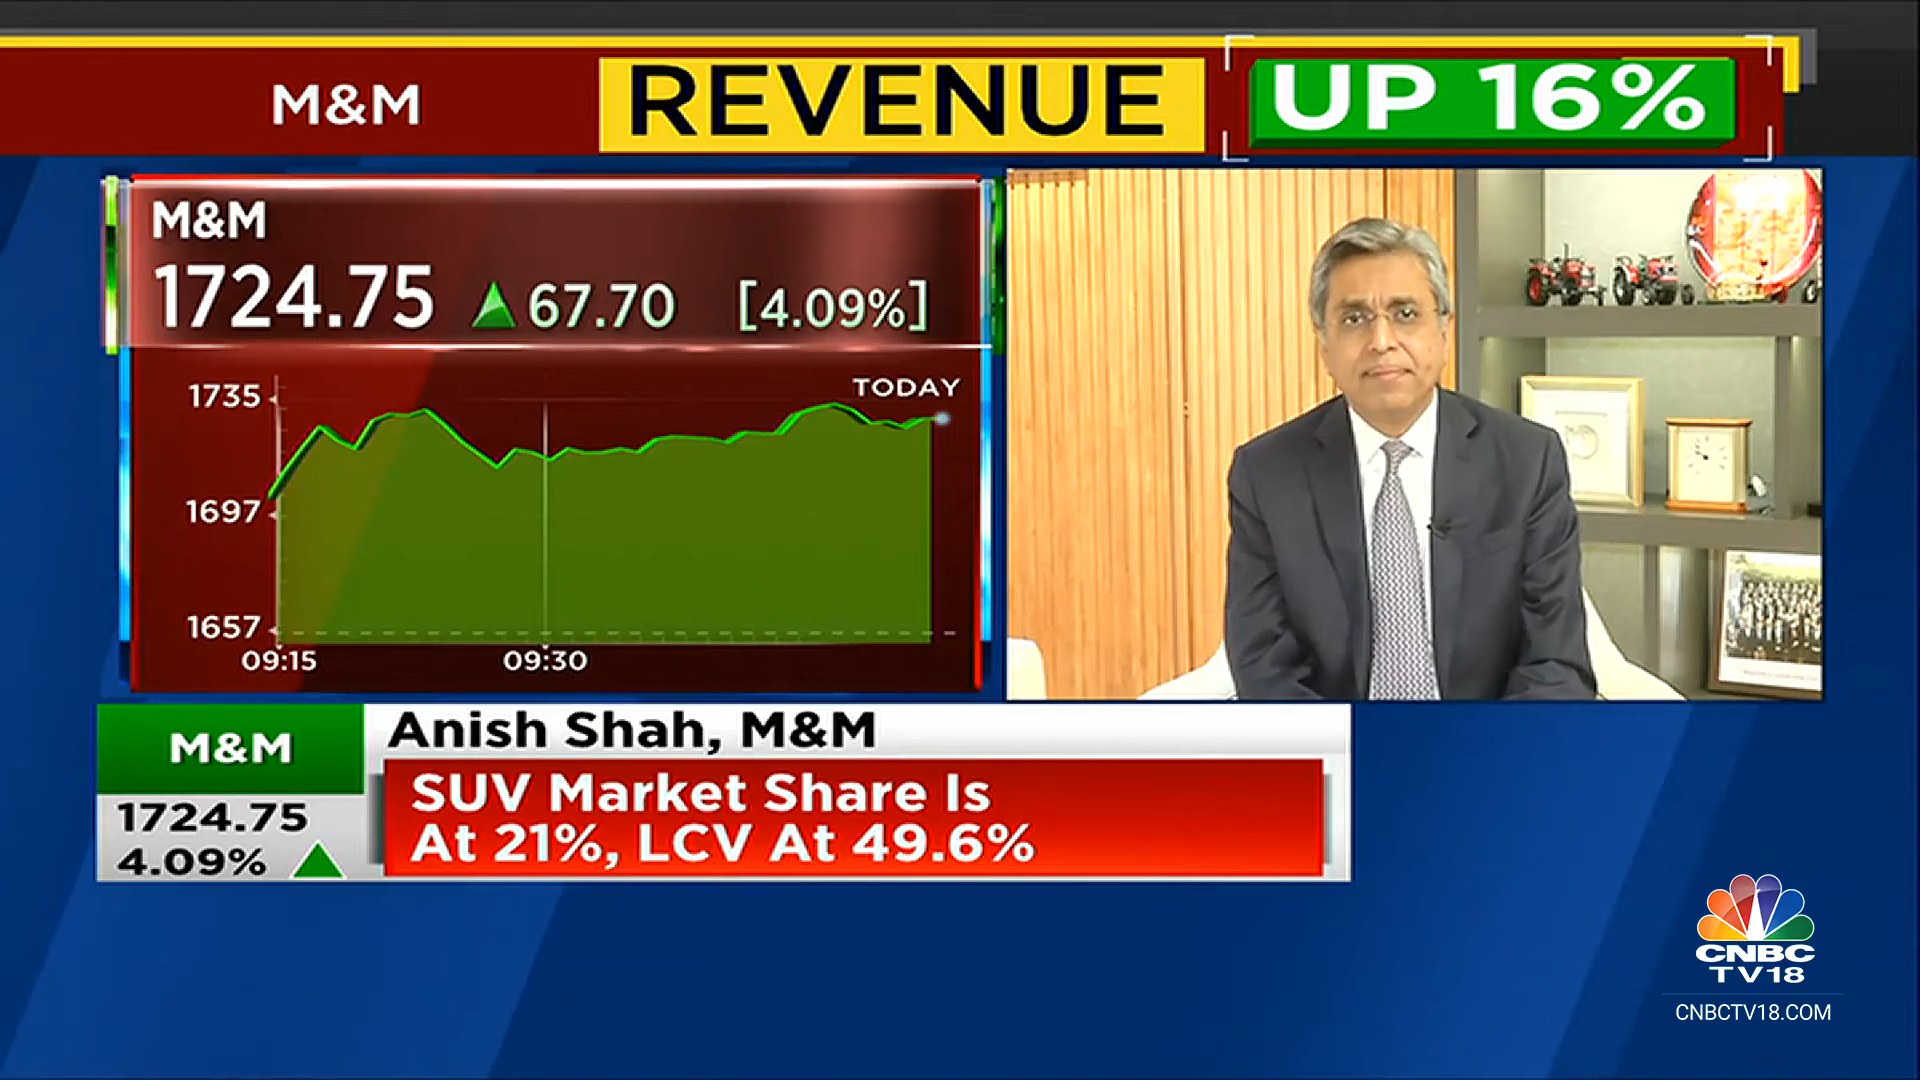 M&M
REVENUE
UP 16%
M&M
1724.75 ▲ 67.70 [4.09%]
TODAY
1735
1697
1657
09:15 09:30
M&M
1724.75
4.09% ▲
Anish Shah, M&M
SUV Market Share Is
At 21%, LCV At 49.6%
CNBC
TV18
CNBCTV18.COM